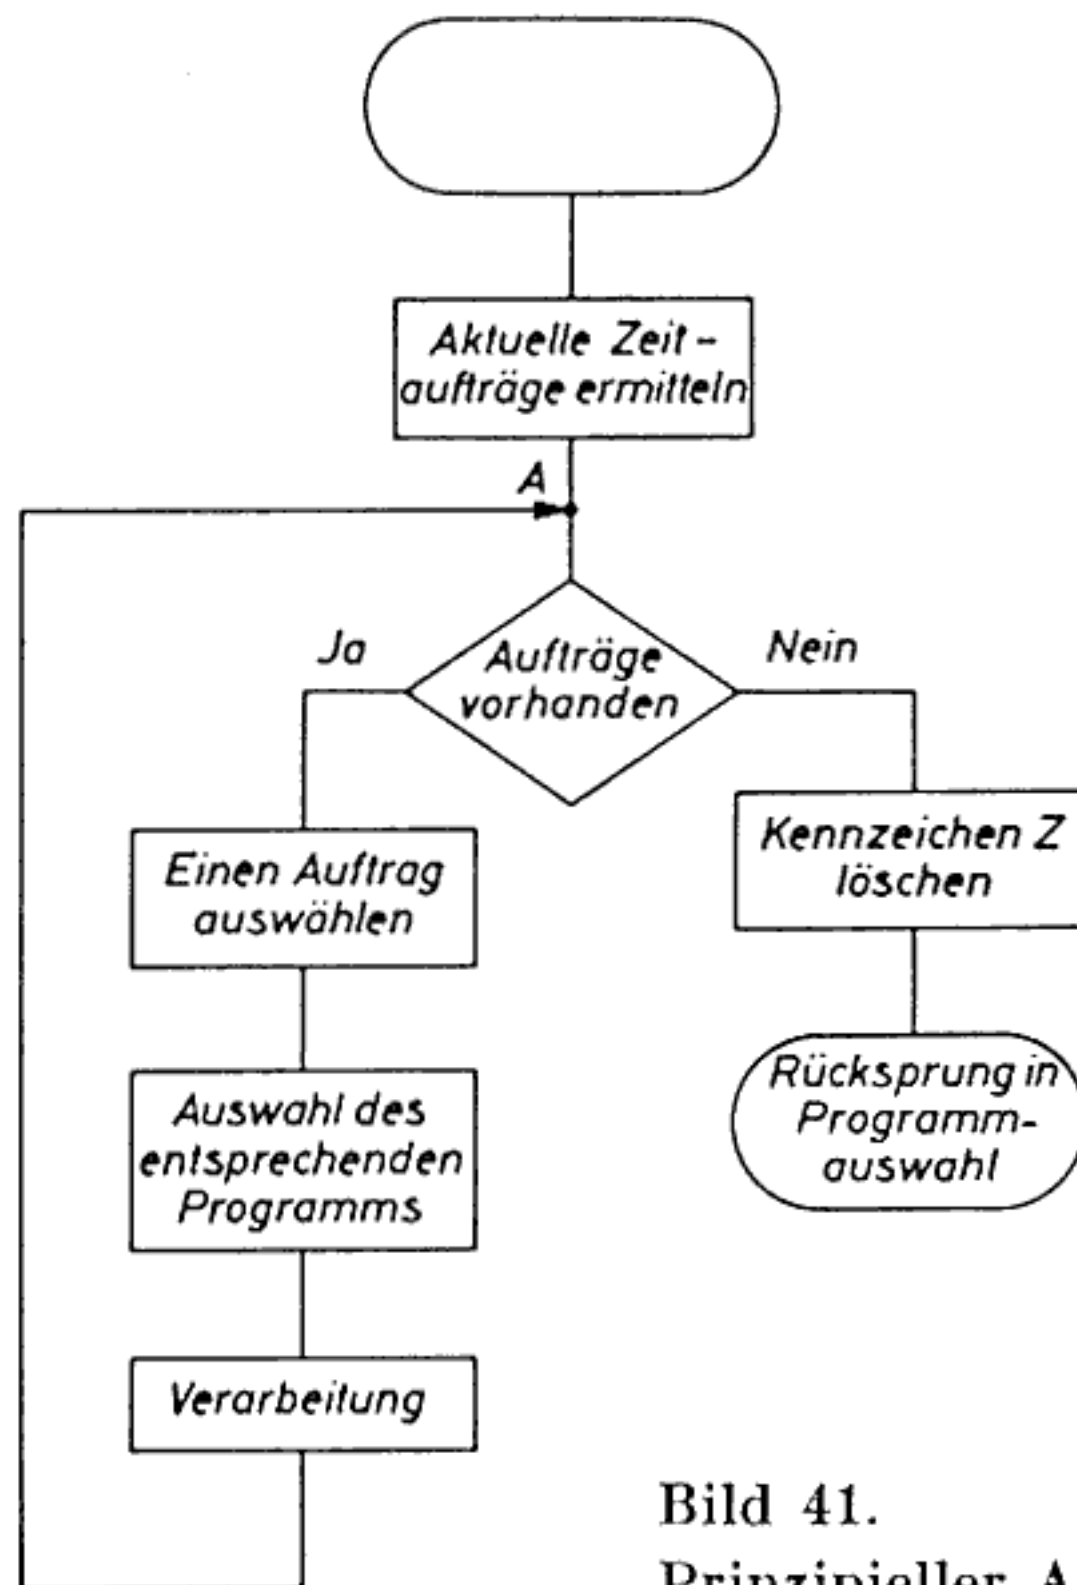 Aktuelle Zeit-
aufträge ermitteln
A
Ja
Aufträge
vorhanden
Nein
Einen Auftrag
auswählen
Kennzeichen Z
löschen
Auswahl des
entsprechenden
Programms
Rücksprung in
Programm-
auswahl
Verarbeitung
Bild 41.
Prinzipieller A